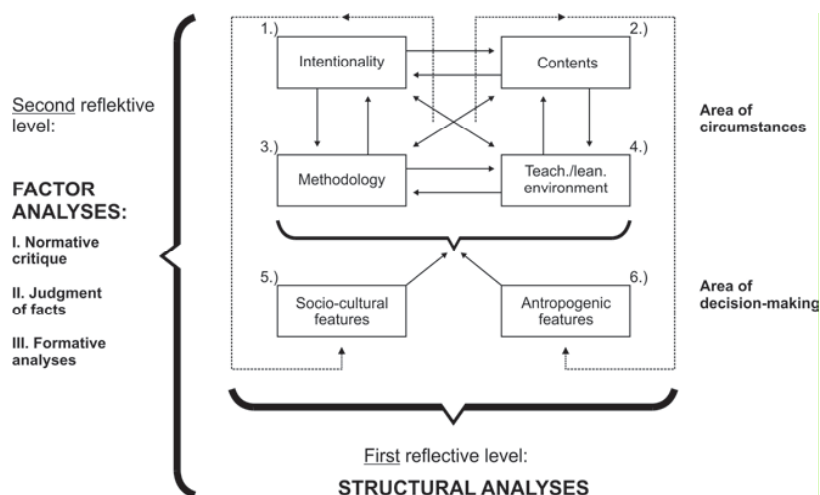 1.)
2.)
Intentionality
Contents
Second reflektive
level:
Area of
circumstances
3.)
4.)
Methodology
Teach./lean.
environment
FACTOR
ANALYSES:
I. Normative
critique
II. Judgment
of facts
III. Formative
analyses
5.)
6.)
Socio-cultural
features
Antropogenic
features
Area of
decision-making
First reflective level:
STRUCTURAL ANALYSES